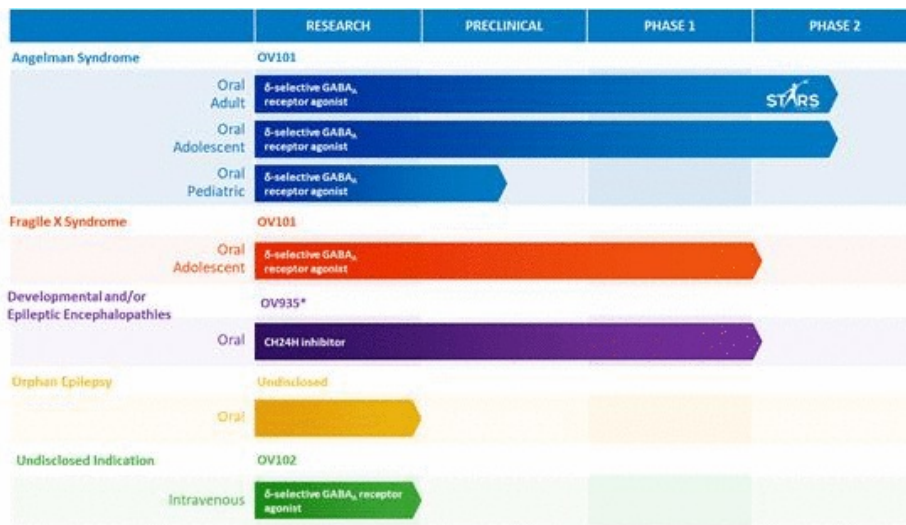 RESEARCH PRECLINICAL PHASE 1 PHASE 2
Angelman Syndrome OV101
Oral
Adult
δ-selective GABAA
receptor agonist
STARS
Oral
Adolescent
δ-selective GABAA
receptor agonist
Oral
Pediatric
δ-selective GABAA
receptor agonist
Fragile X Syndrome OV101
Oral
Adolescent
δ-selective GABAA
receptor agonist
Developmental and/or
Epileptic Encephalopathies
OV935*
Oral CH24H inhibitor
Orphan Epilepsy Undisclosed
Oral
Undisclosed Indication OV102
Intravenous
δ-selective GABAA receptor
agonist